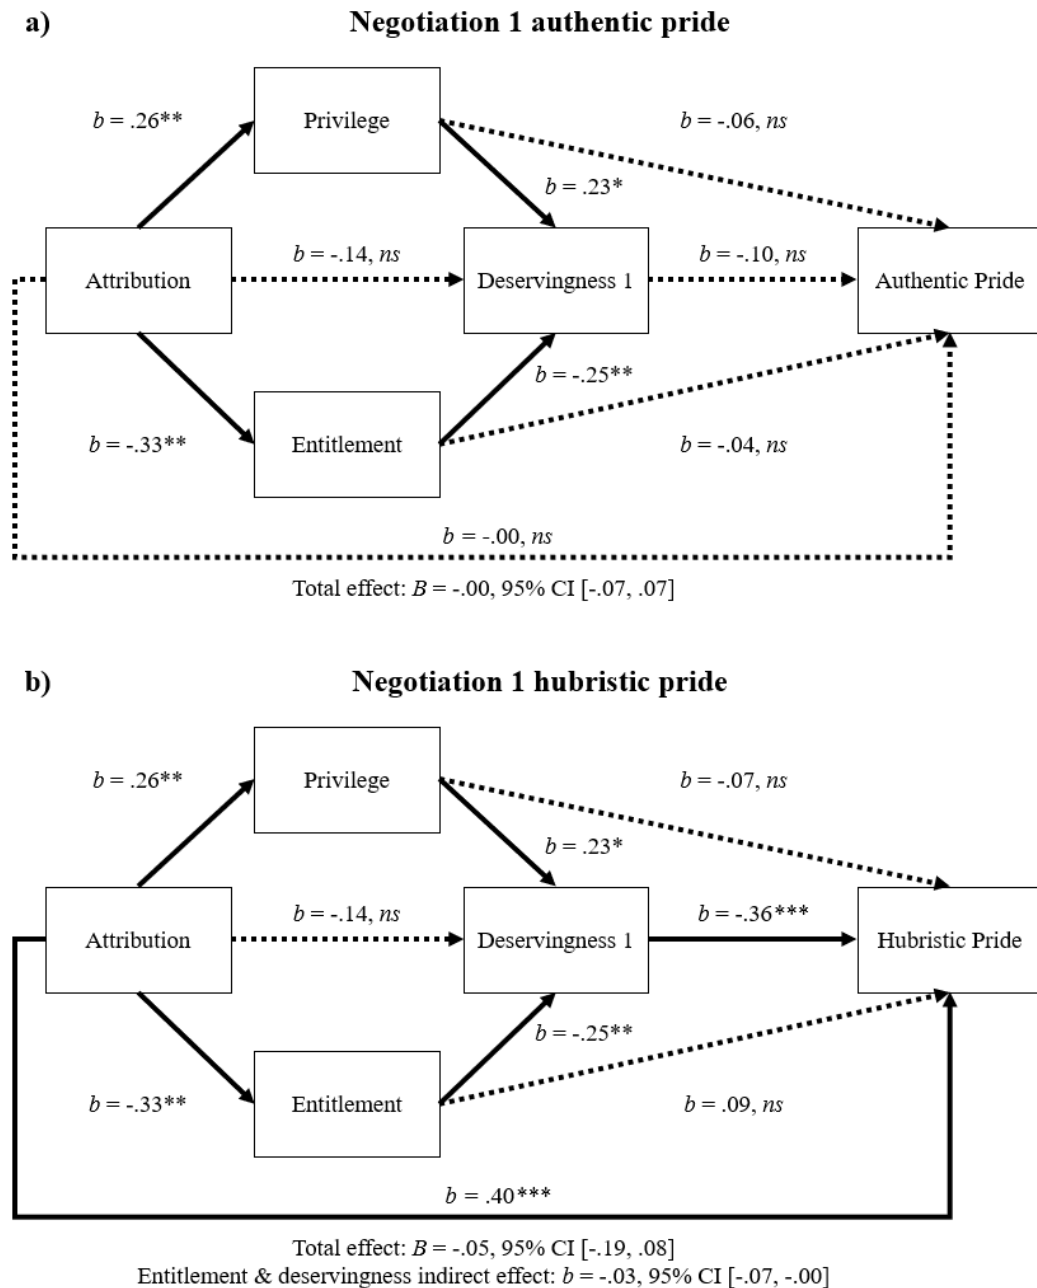 a) Negotiation 1 authentic pride
b = .26**
Privilege
b = -.06, ns
b = .23*
Attribution
b = -.14, ns
Deservingness 1
b = -.10, ns
Authentic Pride
b = -.25**
b = -.33**
Entitlement
b = -.04, ns
b = -.00, ns
Total effect: B = -.00, 95% CI [-.07, .07]
b) Negotiation 1 hubristic pride
b = .26**
Privilege
b = -.07, ns
b = .23*
Attribution
b = -.14, ns
Deservingness 1
b = -.36***
Hubristic Pride
b = -.25**
b = -.33**
Entitlement
b = .09, ns
b = .40***
Total effect: B = -.05, 95% CI [-.19, .08]
Entitlement & deservingness indirect effect: b = -.03, 95% CI [-.07, -.00]